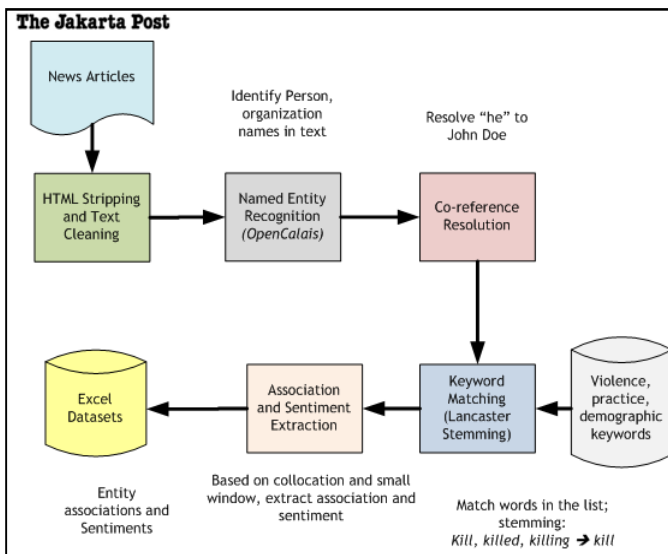 The Jakarta Post
News Articles
Identify Person,
organization
names in text
Resolve “he” to
John Doe
HTML Stripping
and Text
Cleaning
Named Entity
Recognition
(OpenCalais)
Co-reference
Resolution
Excel
Datasets
Association
and Sentiment
Extraction
Keyword
Matching
(Lancaster
Stemming)
Violence,
practice,
demographic
keywords
Entity
associations and
Sentiments
Based on collocation and small
window, extract association and
sentiment
Match words in the list;
stemming:
Kill, killed, killing ➔ kill